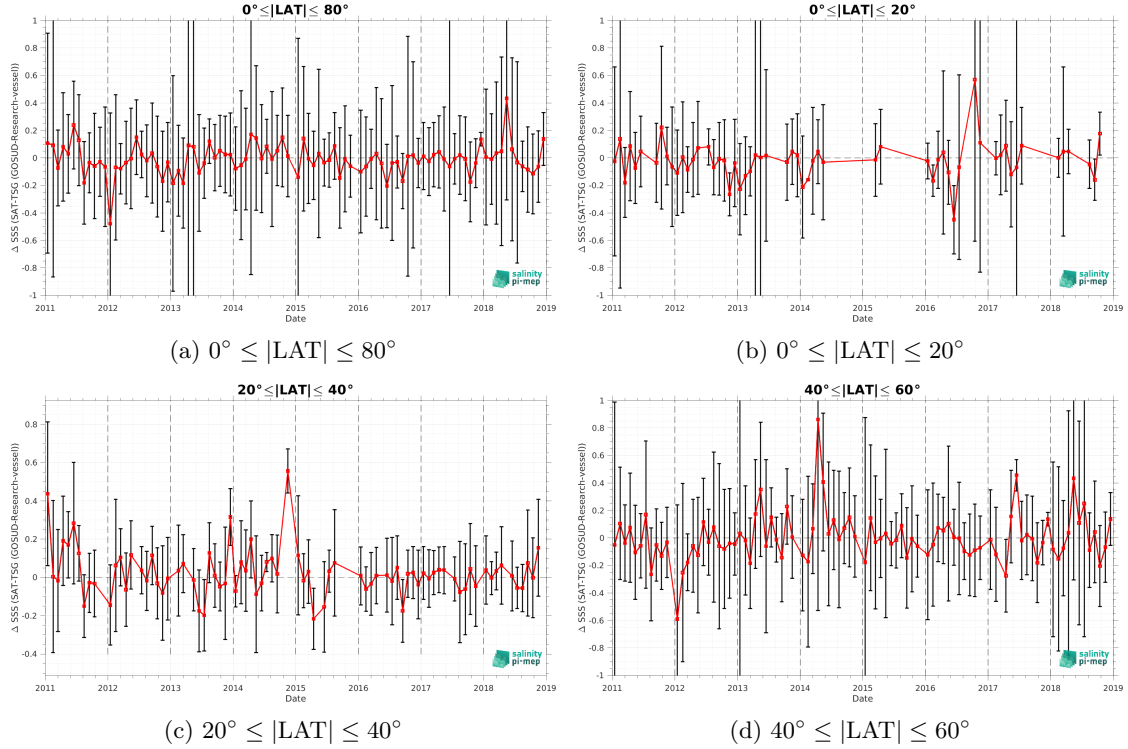 0°≤|LAT|≤ 80°
Δ SSS (SAT-TSG (GOSUD-Research-vessel))
1
0.8
0.6
0.4
0.2
0
-0.2
-0.4
-0.6
-0.8
-1
salinity
pi-mep
2011 2012 2013 2014 2015 2016 2017 2018 2019
Date
(a) 0° ≤ |LAT| ≤ 80°
0°≤|LAT|≤ 20°
Δ SSS (SAT-TSG (GOSUD-Research-vessel))
1
0.8
0.6
0.4
0.2
0
-0.2
-0.4
-0.6
-0.8
-1
salinity
pi-mep
2011 2012 2013 2014 2015 2016 2017 2018 2019
Date
(b) 0° ≤ |LAT| ≤ 20°
20°≤|LAT|≤ 40°
Δ SSS (SAT-TSG (GOSUD-Research-vessel))
0.8
0.6
0.4
0.2
0
-0.2
-0.4
salinity
pi-mep
2011 2012 2013 2014 2015 2016 2017 2018 2019
Date
(c) 20° ≤ |LAT| ≤ 40°
40°≤|LAT|≤ 60°
Δ SSS (SAT-TSG (GOSUD-Research-vessel))
1
0.8
0.6
0.4
0.2
0
-0.2
-0.4
-0.6
-0.8
-1
salinity
pi-mep
2011 2012 2013 2014 2015 2016 2017 2018 2019
Date
(d) 40° ≤ |LAT| ≤ 60°